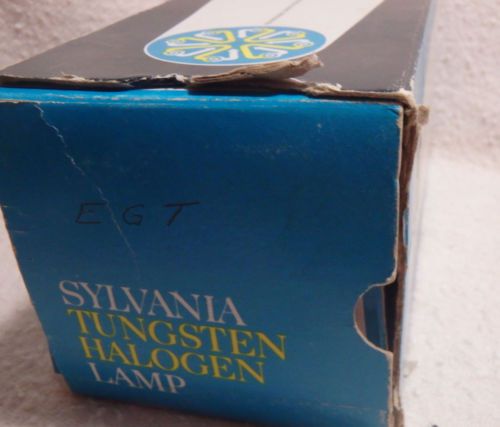 EGT
SYLVANIA
TUNGSTEN
HALOGEN
LAMP